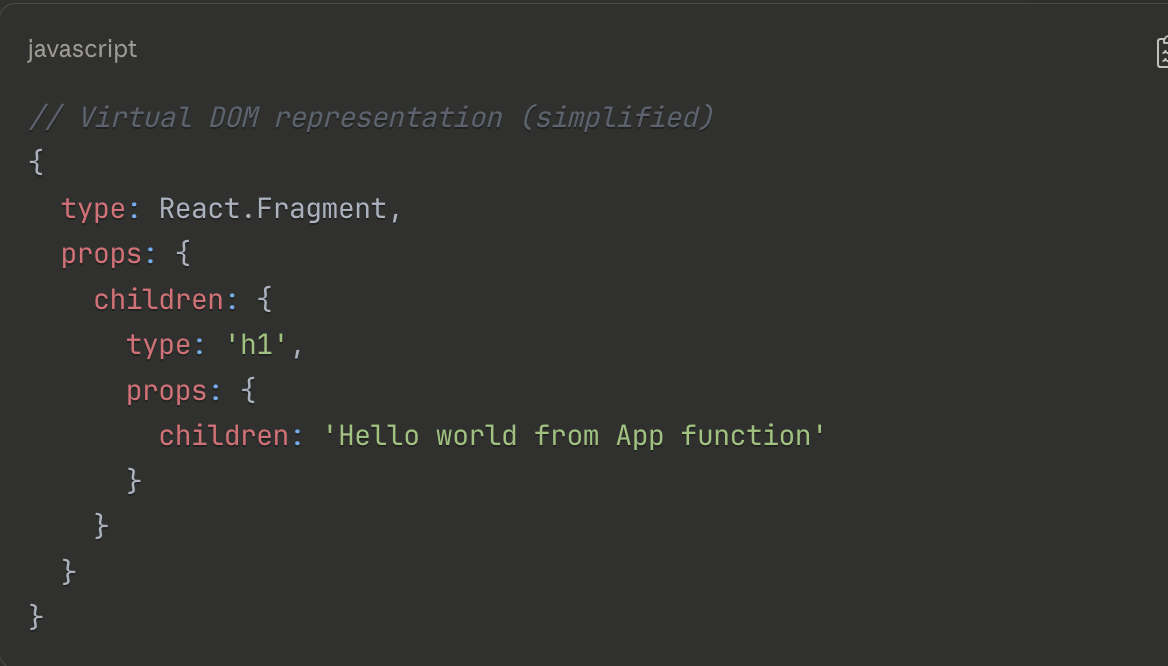 javascript
// Virtual DOM representation (simplified)
{
  type: React.Fragment,
  props: {
    children: {
      type: 'h1',
      props: {
        children: 'Hello world from App function'
      }
    }
  }
}